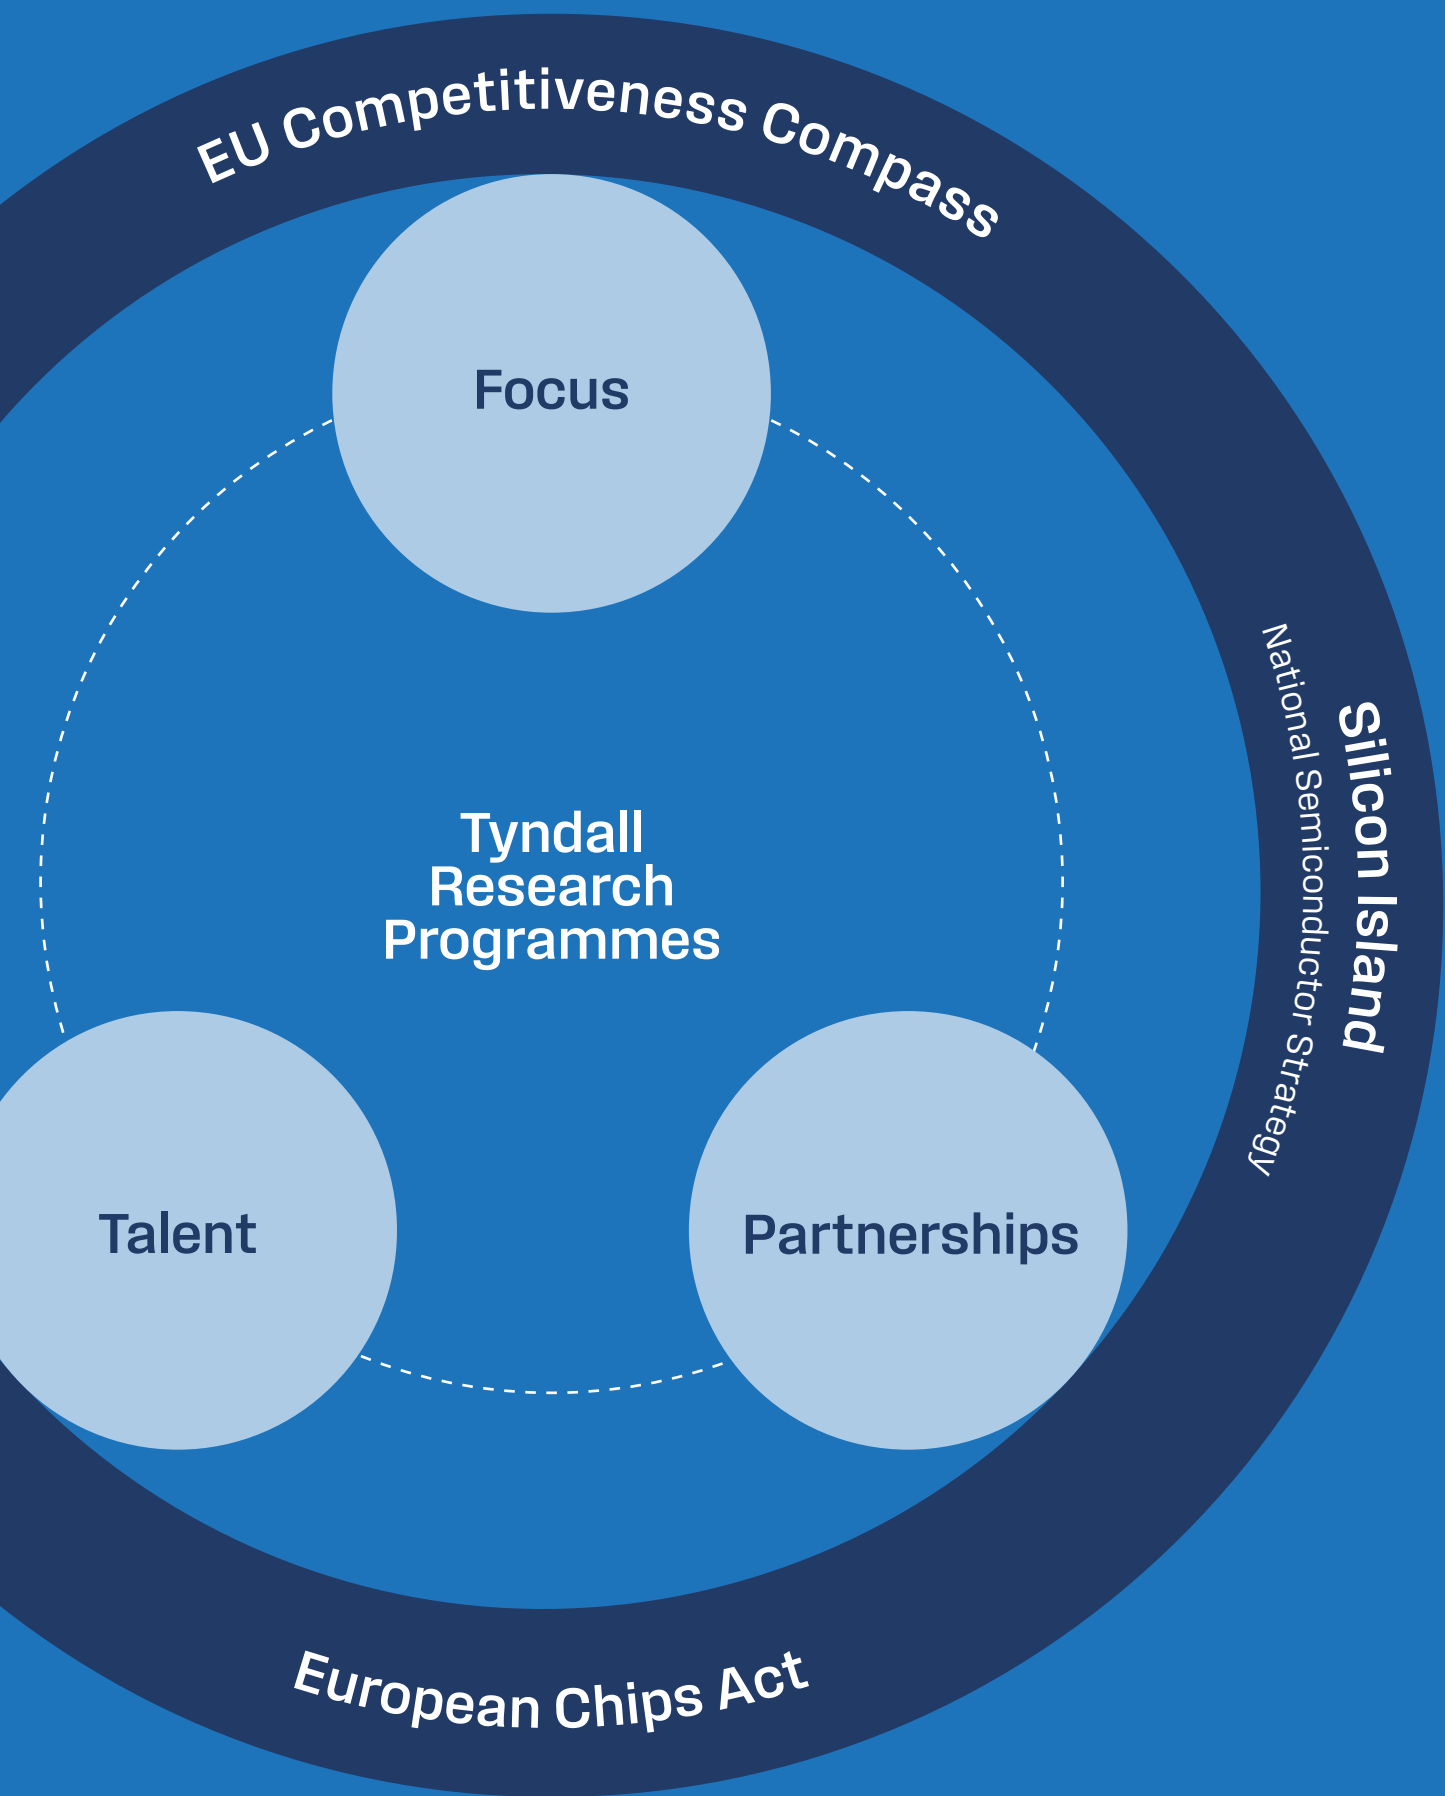 EU Competitiveness Compass
Focus
Silicon Island
National Semiconductor Strategy
Tyndall
Research
Programmes
Talent
Partnerships
European Chips Act